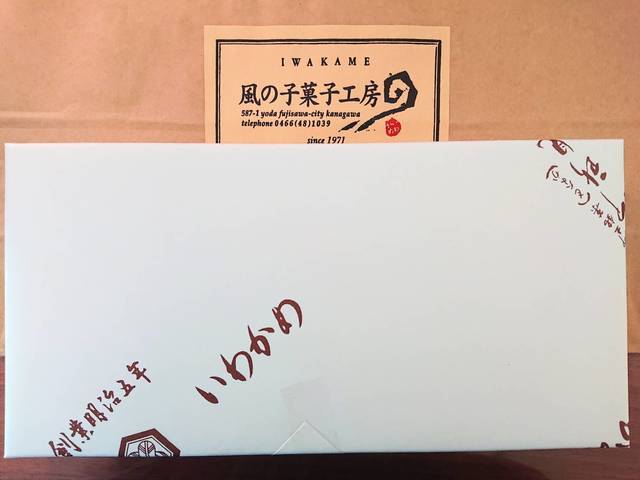 IWAKAME
風の子菓子工房
587-1 yoda fujisawa-city kanagawa
telephone 0466(48)1039
since 1971
いわかめ
創業明治五年